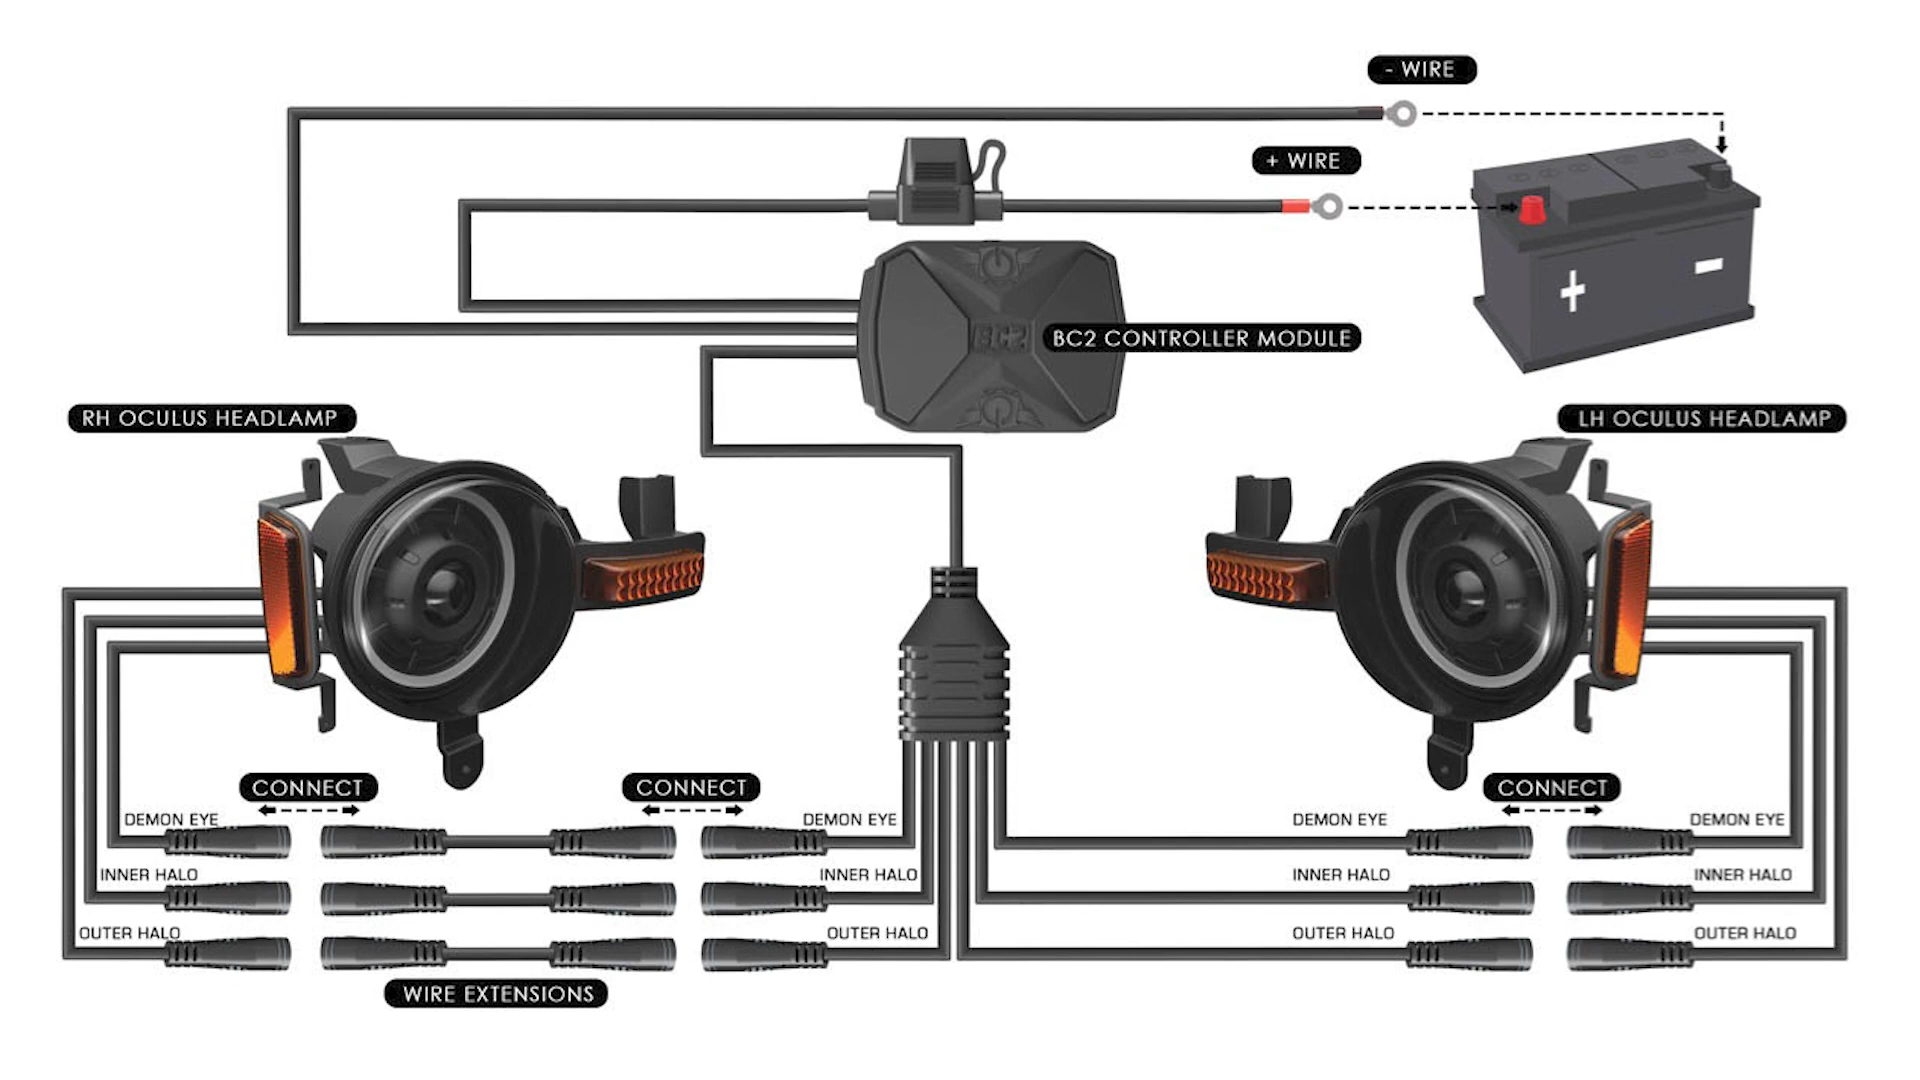 - WIRE
+ WIRE
BC2
BC2 CONTROLLER MODULE
+
-
RH OCULUS HEADLAMP
LH OCULUS HEADLAMP
CONNECT
CONNECT
CONNECT
DEMON EYE
DEMON EYE
DEMON EYE
DEMON EYE
INNER HALO
INNER HALO
INNER HALO
INNER HALO
OUTER HALO
OUTER HALO
OUTER HALO
OUTER HALO
WIRE EXTENSIONS